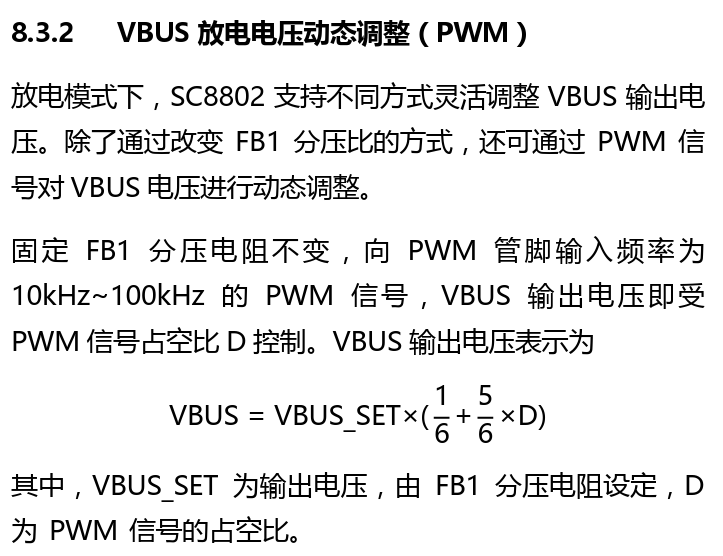 8.3.2 VBUS 放电电压动态调整（PWM）
放电模式下，SC8802 支持不同方式灵活调整 VBUS 输出电
压。除了通过改变 FB1 分压比的方式，还可通过 PWM 信
号对 VBUS 电压进行动态调整。
固定 FB1 分压电阻不变，向 PWM 管脚输入频率为
10kHz~100kHz 的 PWM 信号，VBUS 输出电压即受
PWM 信号占空比 D 控制。VBUS 输出电压表示为
VBUS = VBUS_SET×(1/6+5/6×D)
其中，VBUS_SET 为输出电压，由 FB1 分压电阻设定，D
为 PWM 信号的占空比。